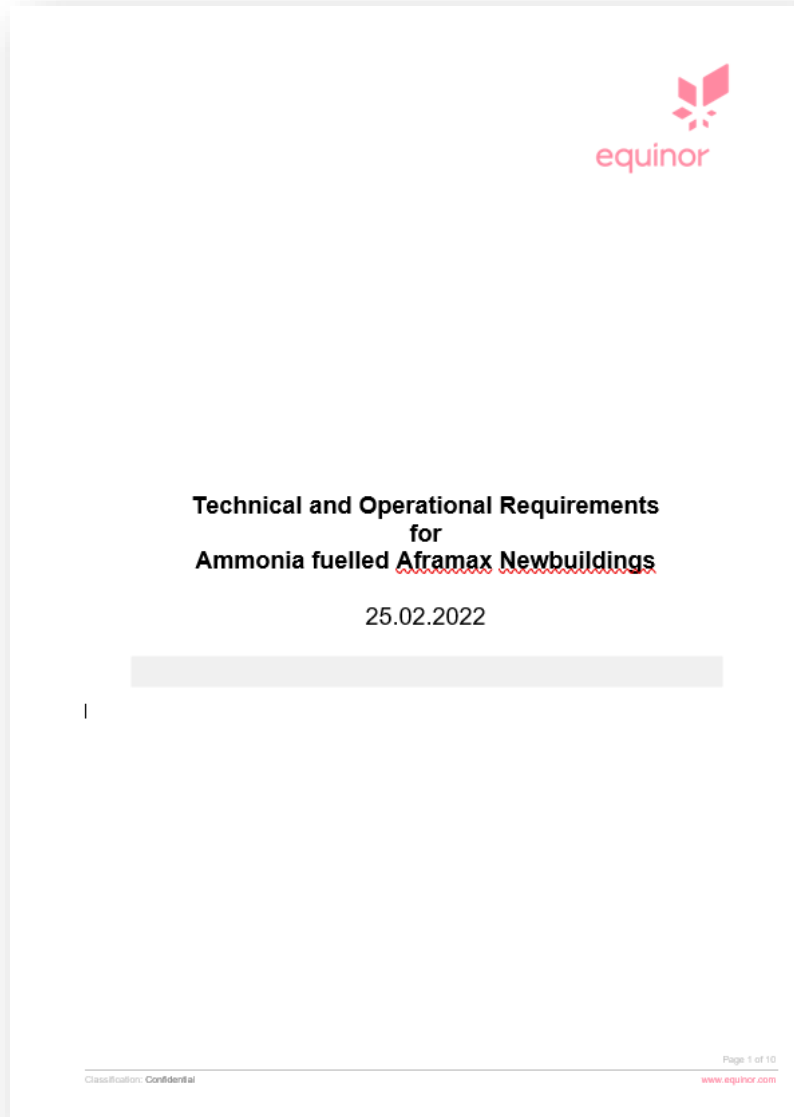 equinor
Technical and Operational Requirements
for
Ammonia fuelled Aframax Newbuildings
25.02.2022
Page 1 of 10
Classification: Confidential
www.equinor.com